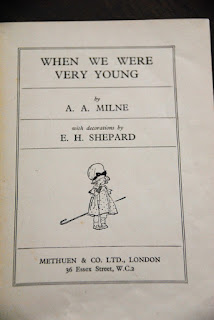 WHEN WE WERE
VERY YOUNG
by
A. A. MILNE
with decorations by
E. H. SHEPARD
METHUEN & CO. LTD., LONDON
36 Essex Street, W.C.2